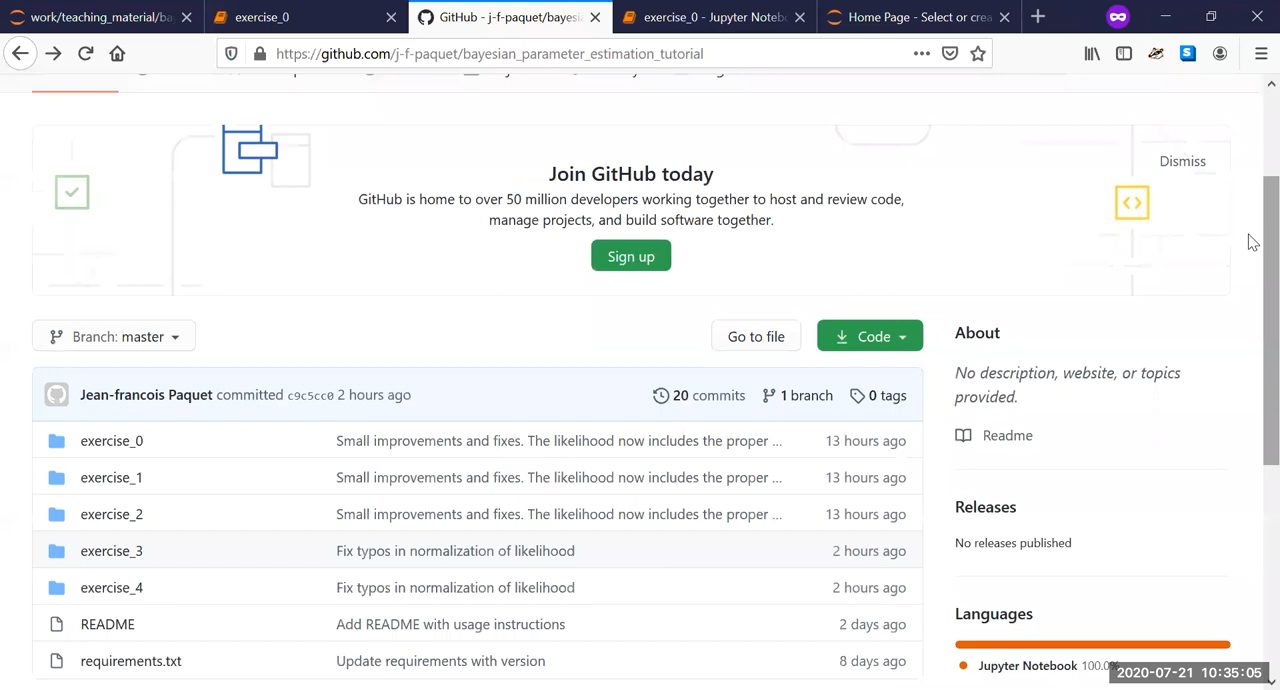 work/teaching_material/ba
exercise_0
GitHub - j-f-paquet/bayesia
exercise_0 - Jupyter Noteb
Home Page - Select or crea
https://github.com/j-f-paquet/bayesian_parameter_estimation_tutorial
Join GitHub today
Dismiss
GitHub is home to over 50 million developers working together to host and review code,
manage projects, and build software together.
Sign up
Branch: master
Go to file
Code
About
No description, website, or topics
provided.
Jean-francois Paquet committed c9c5cc0 2 hours ago
20 commits
1 branch
0 tags
Readme
exercise_0 Small improvements and fixes. The likelihood now includes the proper ... 13 hours ago
exercise_1 Small improvements and fixes. The likelihood now includes the proper ... 13 hours ago
exercise_2 Small improvements and fixes. The likelihood now includes the proper ... 13 hours ago
Releases
No releases published
exercise_3 Fix typos in normalization of likelihood 2 hours ago
exercise_4 Fix typos in normalization of likelihood 2 hours ago
Languages
README Add README with usage instructions 2 days ago
requirements.txt Update requirements with version 8 days ago
Jupyter Notebook 100.0%
2020-07-21 10:35:05